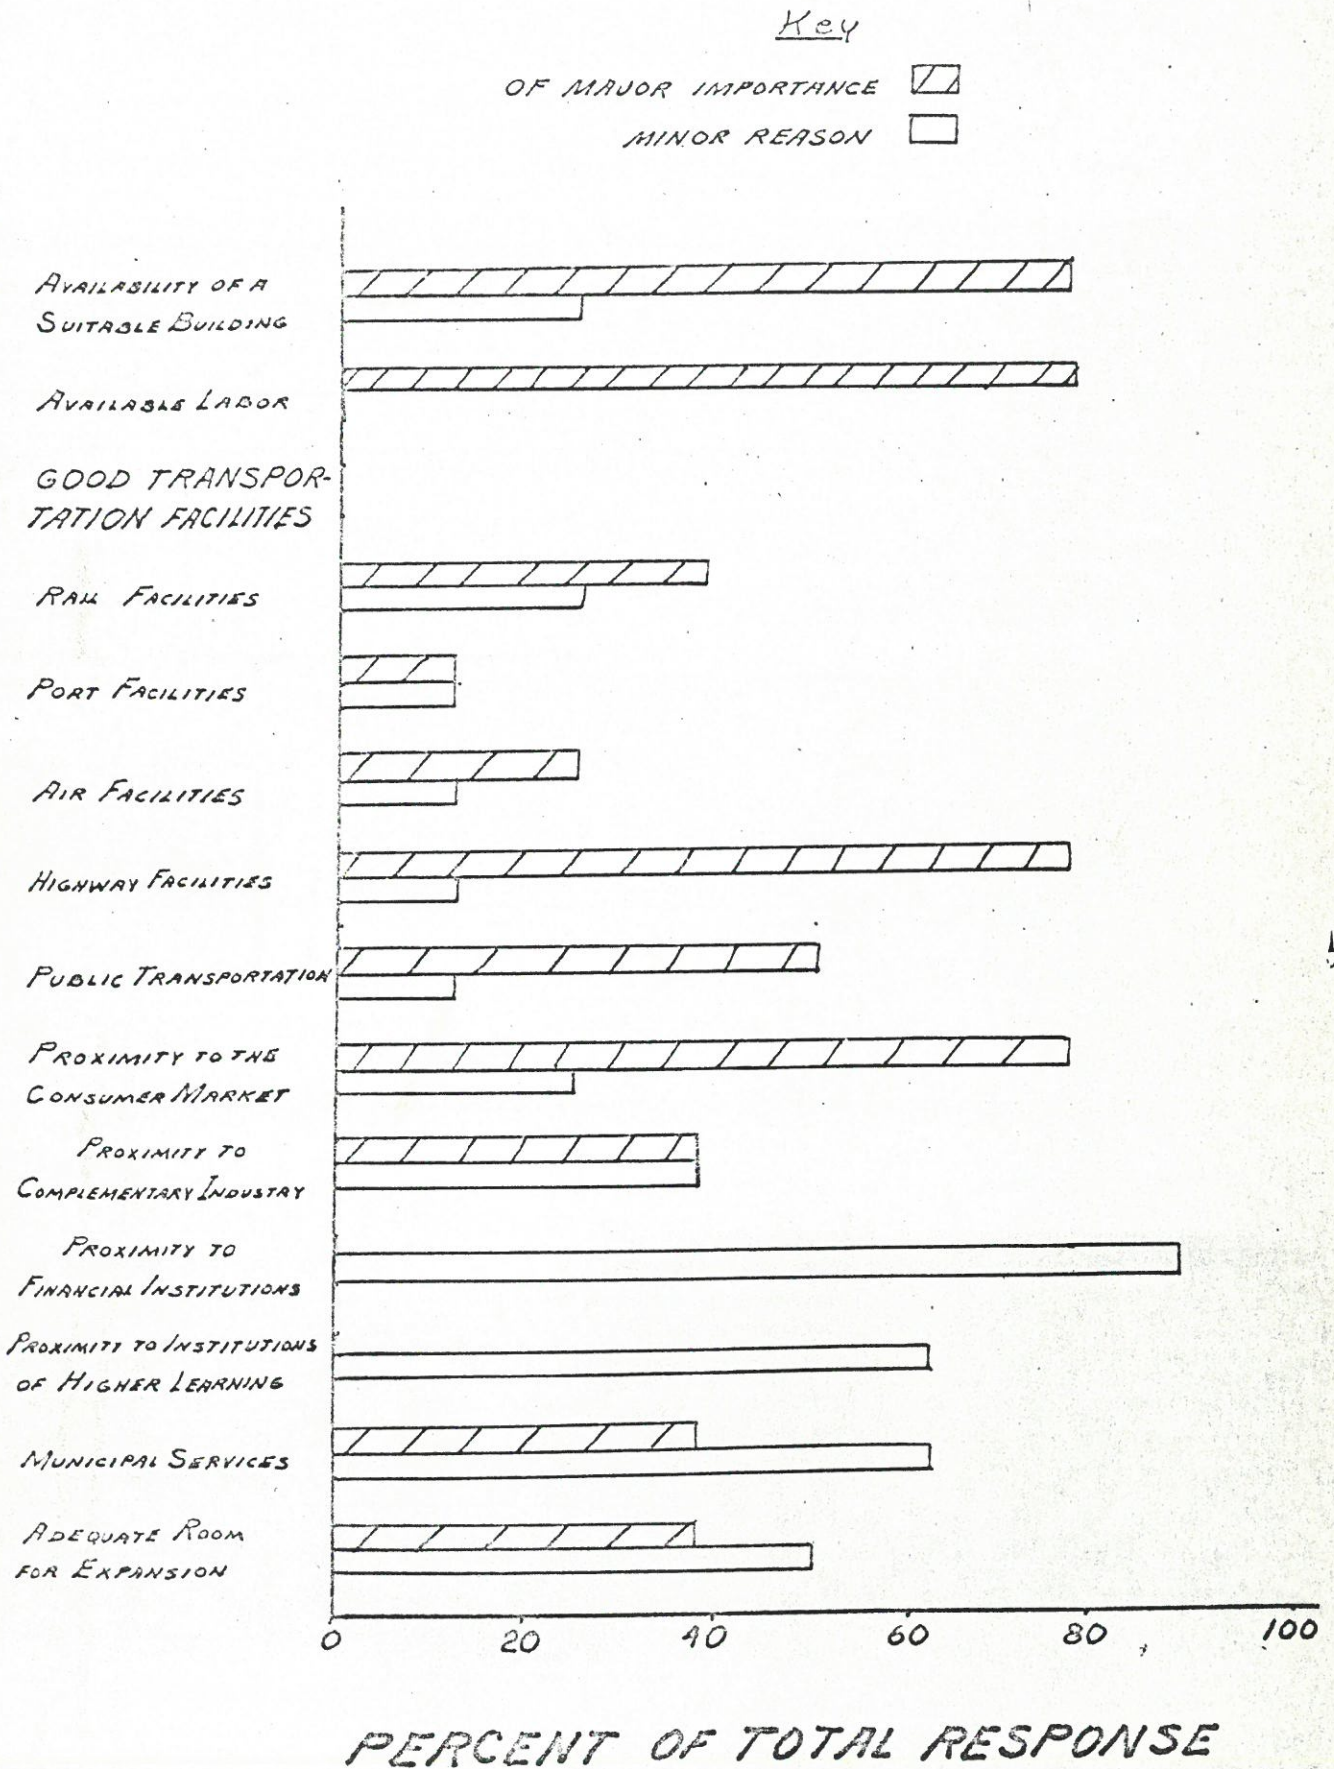 Key
OF MAJOR IMPORTANCE
MINOR REASON
AVAILABILITY OF A
SUITABLE BUILDING
AVAILABLE LABOR
GOOD TRANSPOR-
TATION FACILITIES
RAIL FACILITIES
PORT FACILITIES
AIR FACILITIES
HIGHWAY FACILITIES
PUBLIC TRANSPORTATION
PROXIMITY TO THE
CONSUMER MARKET
PROXIMITY TO
COMPLEMENTARY INDUSTRY
PROXIMITY TO
FINANCIAL INSTITUTIONS
PROXIMITY TO INSTITUTIONS
OF HIGHER LEARNING
MUNICIPAL SERVICES
ADEQUATE ROOM
FOR EXPANSION
0 20 40 60 80 100
PERCENT OF TOTAL RESPONSE